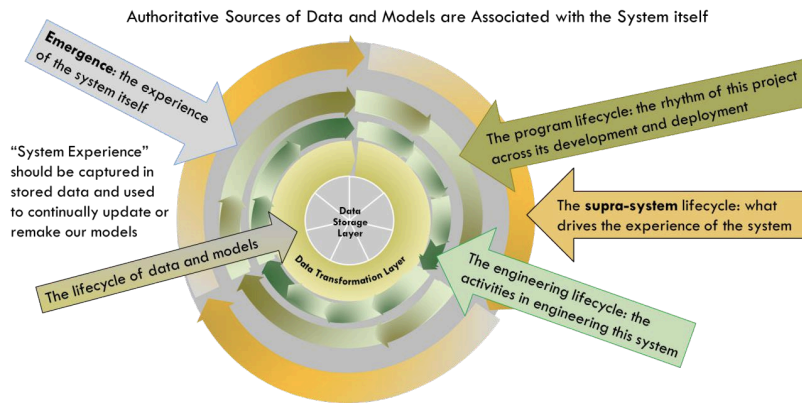 Authoritative Sources of Data and Models are Associated with the System itself
Emergence: the experience
of the system itself
The program lifecycle: the rhythm of this project
across its development and deployment
“System Experience”
should be captured in
stored data and used
to continually update or
remake our models
The supra-system lifecycle: what
drives the experience of the system
Data
Storage
Layer
Data Transformation Layer
The lifecycle of data and models
The engineering lifecycle: the
activities in engineering this
system